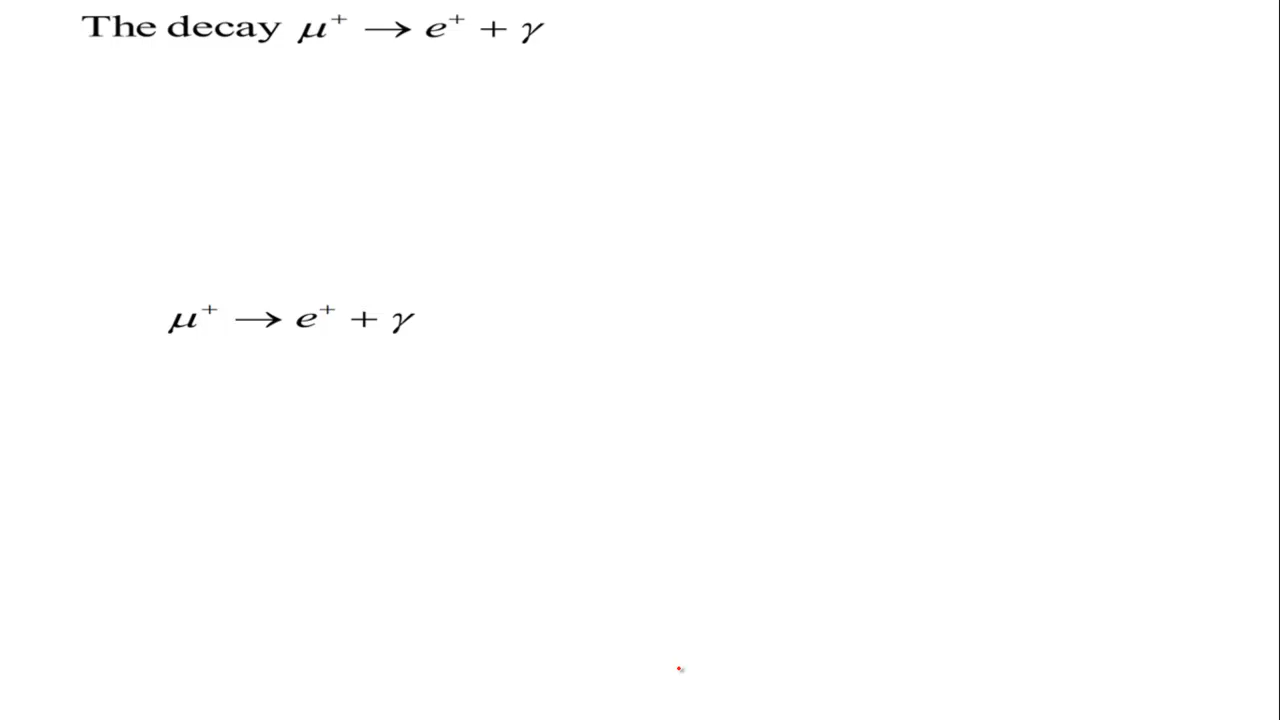 The decay μ⁺ → e⁺ + γ
μ⁺ → e⁺ + γ